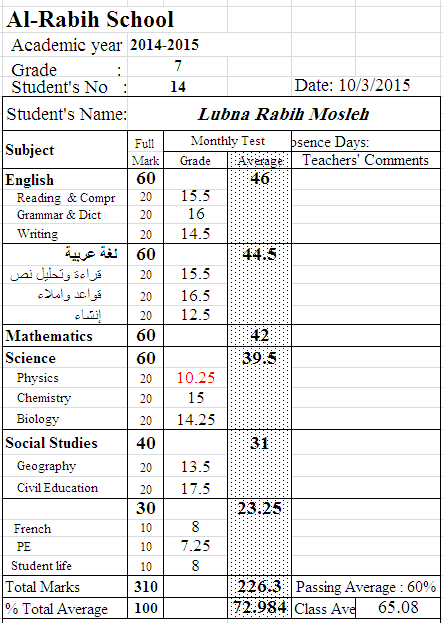 Al-Rabih School
Academic year : 2014-2015
Grade : 7
Student's No : 14 Date: 10/3/2015
Student's Name: Lubna Rabih Mosleh
Subject Full Mark Monthly Test bsence Days:
Grade Average Teachers' Comments
English 60 46
Reading & Compr 20 15.5
Grammar & Dict 20 16
Writing 20 14.5
لغة عربية 60 44.5
قراءة وتحليل نص 20 15.5
قواعد واملاء 20 16.5
إنشاء 20 12.5
Mathematics 60 42
Science 60 39.5
Physics 20 10.25
Chemistry 20 15
Biology 20 14.25
Social Studies 40 31
Geography 20 13.5
Civil Education 20 17.5
30 23.25
French 10 8
PE 10 7.25
Student life 10 8
Total Marks 310 226.3 Passing Average : 60%
% Total Average 100 72.984 Class Ave 65.08